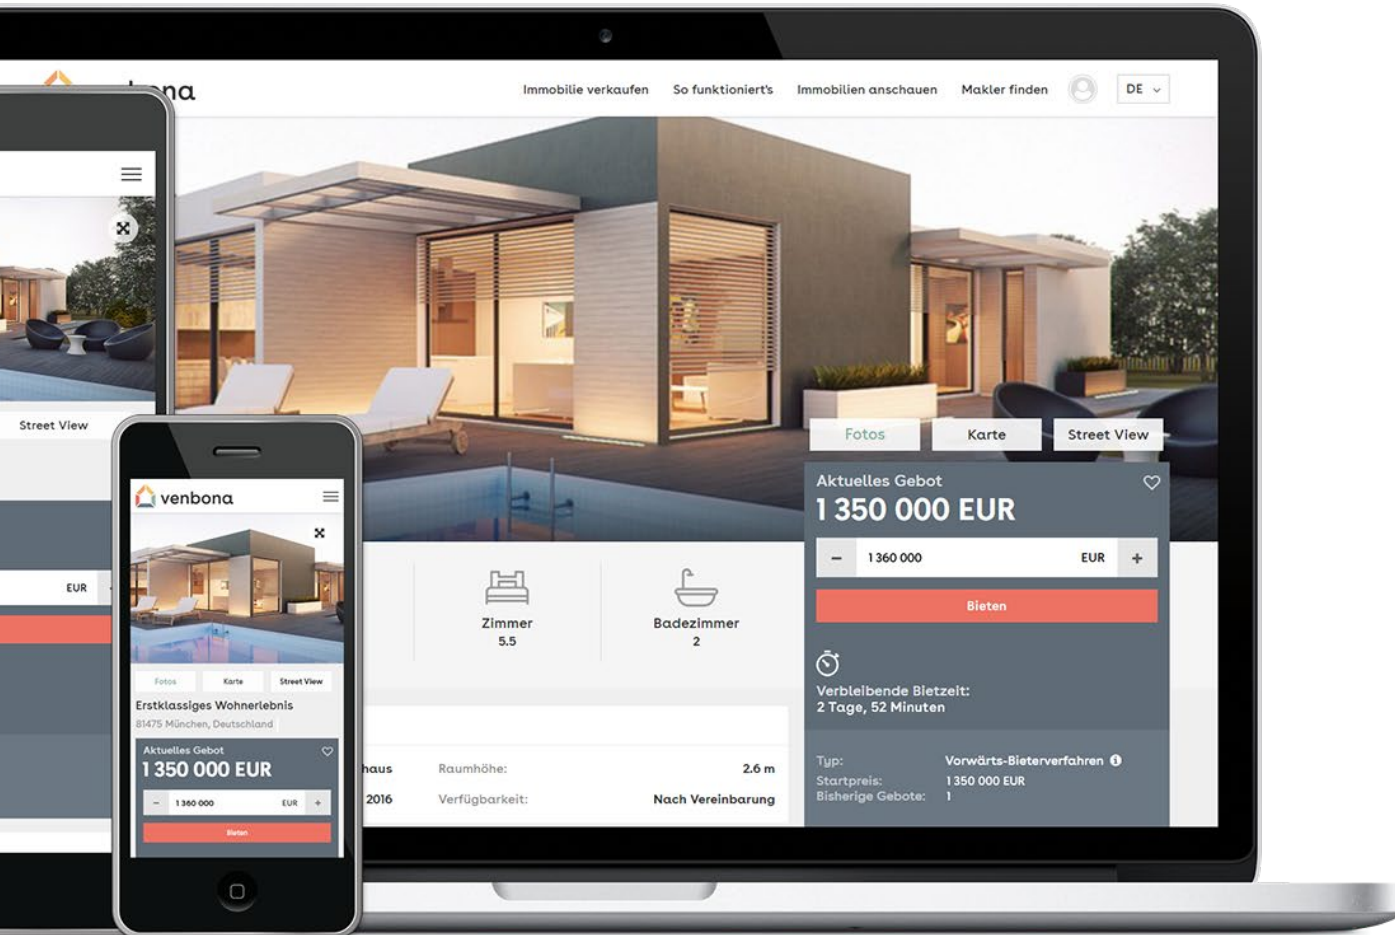 ona
Immobilie verkaufen So funktioniert's Immobilien anschauen Makler finden DE
Fotos Karte Street View
Aktuelles Gebot
1 350 000 EUR
− 1 360 000 EUR +
Bieten
Zimmer
5.5
Badezimmer
2
Verbleibende Bietzeit:
2 Tage, 52 Minuten
haus Raumhöhe: 2.6 m
2016 Verfügbarkeit: Nach Vereinbarung
Typ: Vorwärts-Bieterverfahren
Startpreis: 1 350 000 EUR
Bisherige Gebote: 1
Street View
EUR
venbona
Fotos Karte Street View
Erstklassiges Wohnerlebnis
81475 München, Deutschland
Aktuelles Gebot
1 350 000 EUR
− 1 360 000 EUR +
Bieten